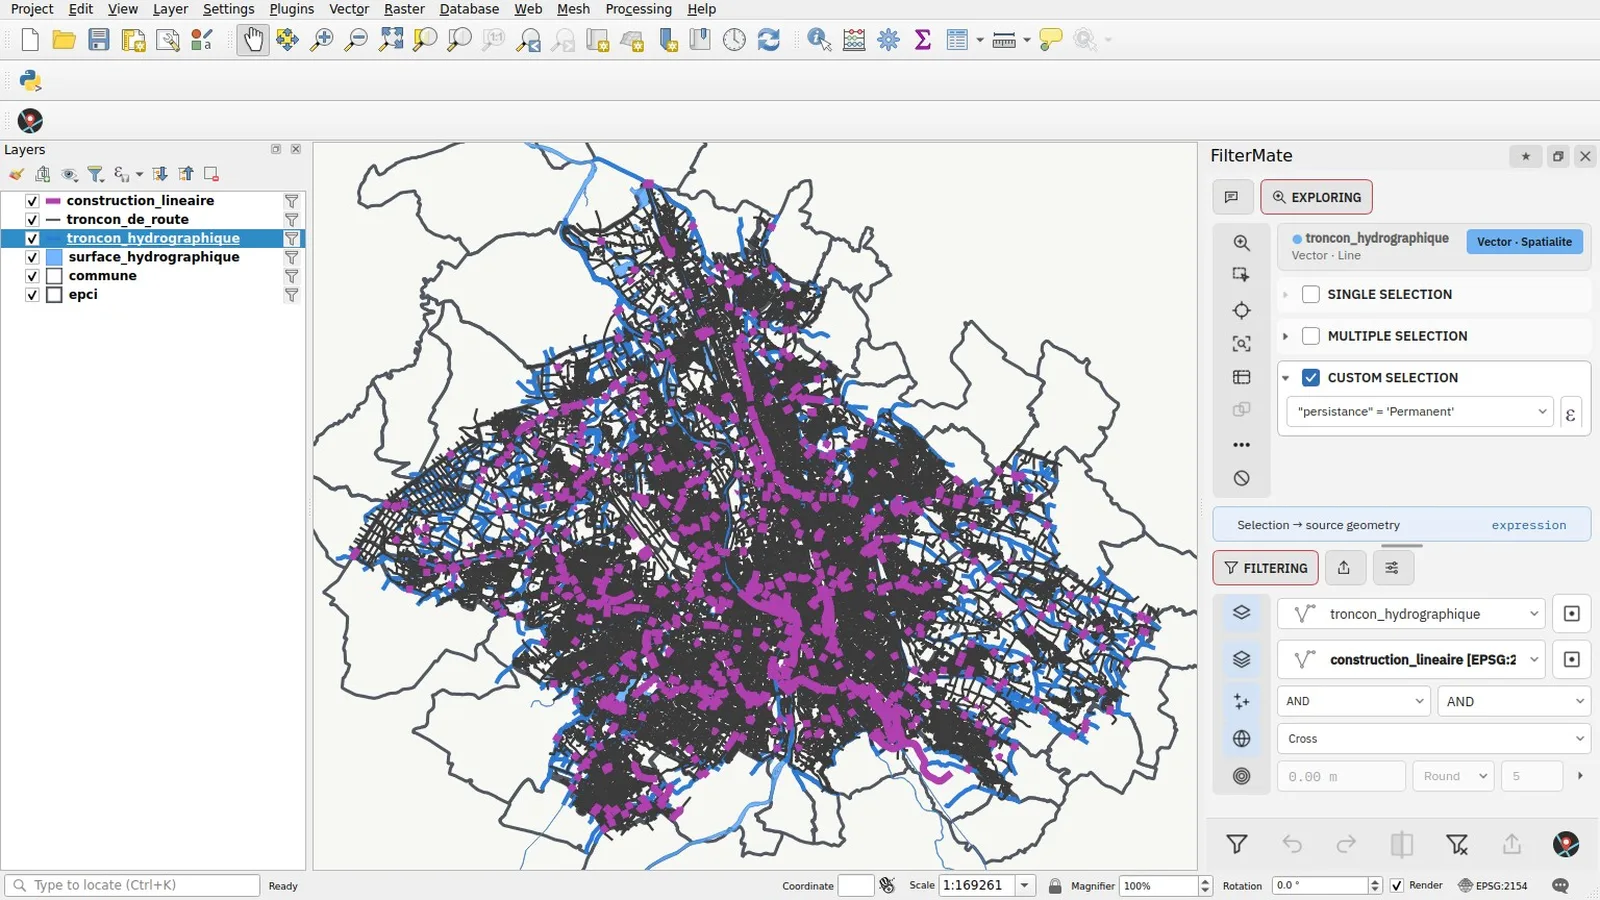 Project Edit View Layer Settings Plugins Vector Raster Database Web Mesh Processing Help
Layers
construction_lineaire
troncon_de_route
troncon_hydrographique
surface_hydrographique
commune
epci
FilterMate
EXPLORING
troncon_hydrographique
Vector · Line
Vector · Spatialite
SINGLE SELECTION
MULTIPLE SELECTION
CUSTOM SELECTION
"persistance" = 'Permanent'
ε
Selection → source geometry expression
FILTERING
troncon_hydrographique
construction_lineaire [EPSG:2
AND AND
Cross
0.00 m Round 5
Type to locate (Ctrl+K) Ready Coordinate Scale 1:169261 Magnifier 100% Rotation 0.0 ° Render EPSG:2154